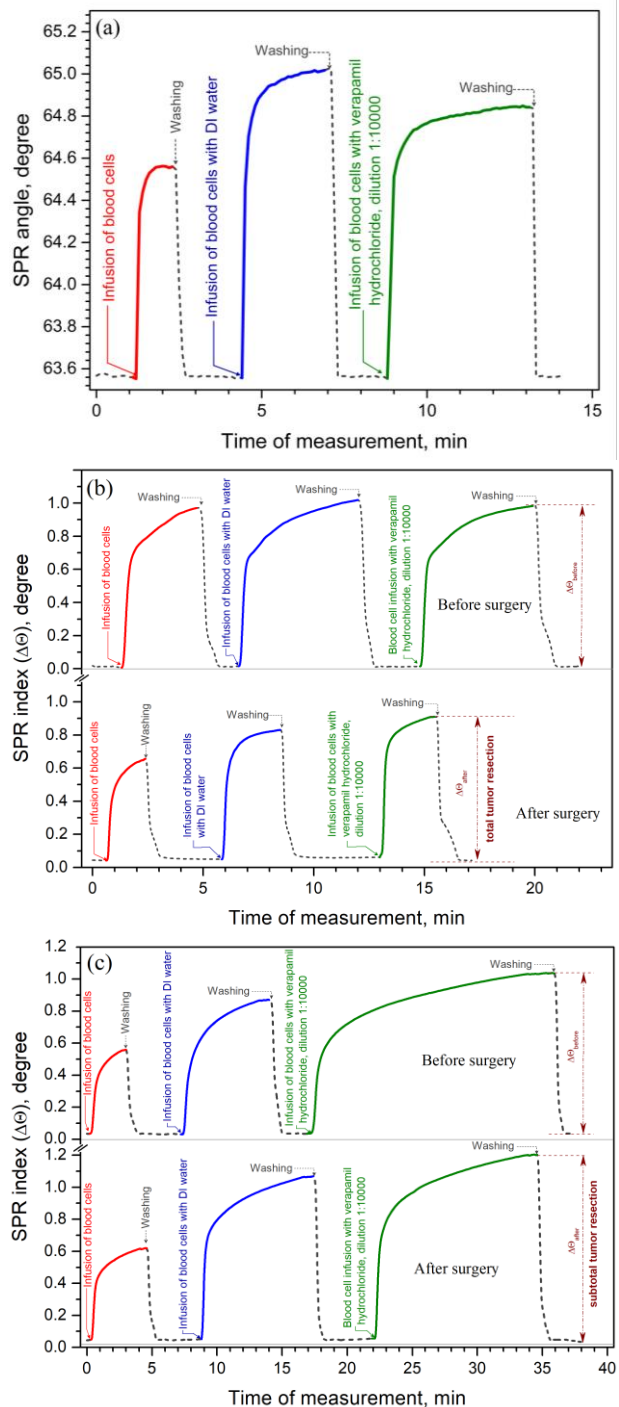 (a)
SPR angle, degree
65.2
65.0
64.8
64.6
64.4
64.2
64.0
63.8
63.6
Infusion of blood cells
Washing
Infusion of blood cells with DI water
Washing
Infusion of blood cells with verapamil
hydrochloride, dilution 1:10000
Washing
0
5
10
15
Time of measurement, min
(b)
SPR index (ΔΘ), degree
1.0
0.8
0.6
0.4
0.2
0.0
Infusion of blood cells
Washing
Infusion of blood cells with DI water
Washing
Blood cell infusion with verapamil
hydrochloride, dilution 1:10000
Washing
Before surgery
ΔΘbefore
0.8
0.6
0.4
0.2
0.0
Infusion of blood cells
Washing
Infusion of blood cells
with DI water
Washing
Infusion of blood cells with
verapamil hydrochloride,
dilution 1:10000
Washing
ΔΘafter
total tumor resection
After surgery
0
5
10
15
20
Time of measurement, min
(c)
SPR index (ΔΘ), degree
1.2
1.0
0.8
0.6
0.4
0.2
0.0
Infusion of blood cells
Washing
Infusion of blood cells with DI water
Washing
Infusion of blood cells with verapamil
hydrochloride, dilution 1:10000
Washing
Before surgery
ΔΘbefore
1.2
1.0
0.8
0.6
0.4
0.2
0.0
Infusion of blood cells
Washing
Infusion of blood cells with DI water
Washing
Blood cell infusion with verapamil
hydrochloride, dilution 1:10000
Washing
After surgery
ΔΘafter
subtotal tumor resection
0
5
10
15
20
25
30
35
40
Time of measurement, min